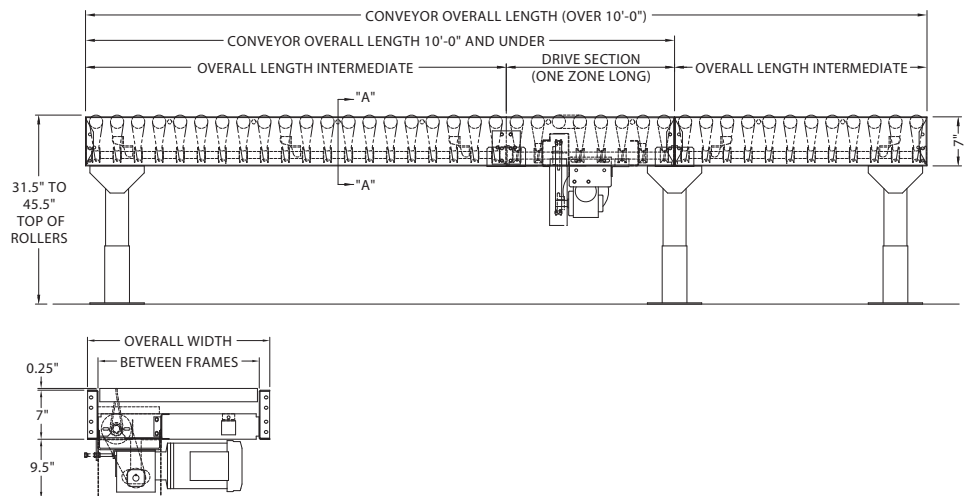 CONVEYOR OVERALL LENGTH (OVER 10'-0")
CONVEYOR OVERALL LENGTH 10'-0" AND UNDER
OVERALL LENGTH INTERMEDIATE
DRIVE SECTION
(ONE ZONE LONG)
OVERALL LENGTH INTERMEDIATE
"A"
"A"
7"
31.5" TO
45.5"
TOP OF
ROLLERS
OVERALL WIDTH
BETWEEN FRAMES
0.25"
7"
9.5"